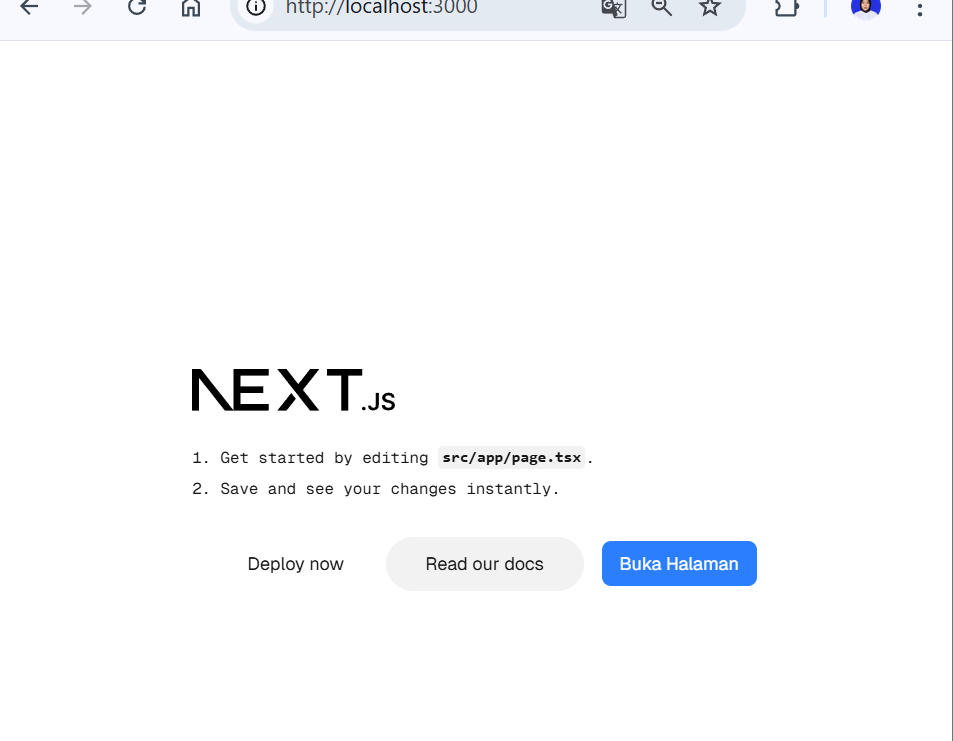 http://localhost:3000
NEXT.JS
1. Get started by editing src/app/page.tsx.
2. Save and see your changes instantly.
Deploy now
Read our docs
Buka Halaman